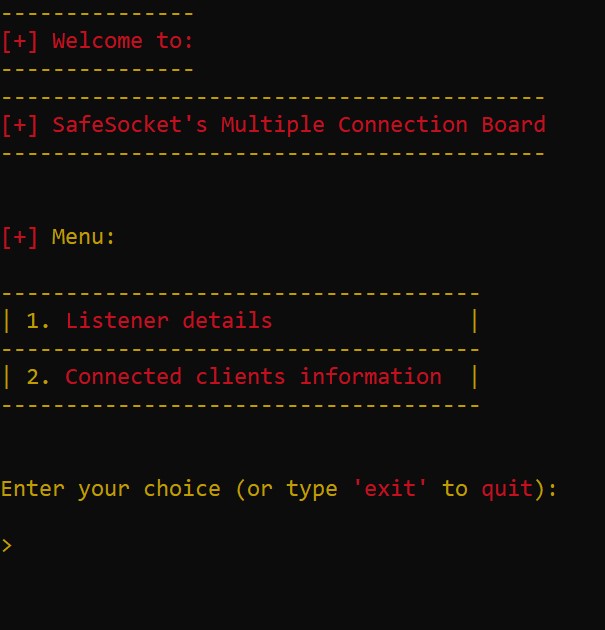 ---------------
[+] Welcome to:
---------------
------------------------------------------
[+] SafeSocket's Multiple Connection Board
------------------------------------------
[+] Menu:
-------------------------------------
| 1. Listener details               |
-------------------------------------
| 2. Connected clients information  |
-------------------------------------
Enter your choice (or type 'exit' to quit):
>